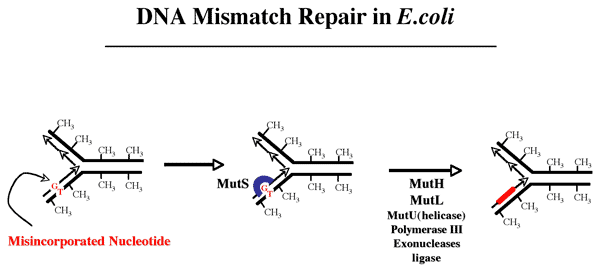 DNA Mismatch Repair in E.coli
CH3
CH3
CH3 CH3
G
T
CH3 CH3
CH3
CH3
Misincorporated Nucleotide
CH3
CH3
CH3 CH3
MutS
G
T
CH3 CH3
CH3
CH3
MutH
MutL
MutU(helicase)
Polymerase III
Exonucleases
ligase
CH3
CH3
CH3 CH3
CH3 CH3
CH3
CH3